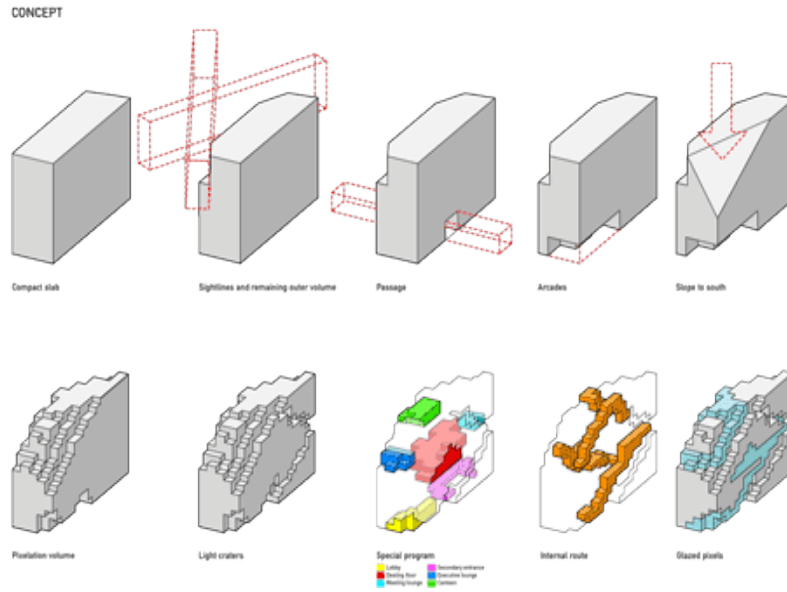 CONCEPT
Compact slab
Sightlines and remaining outer volume
Passage
Arcades
Slope to south
Pixelation volume
Light craters
Special program
Internal route
Glazed pixels
Lobby
Secondary entrance
Dealing floor
Executive lounge
Meeting lounge
Canteen